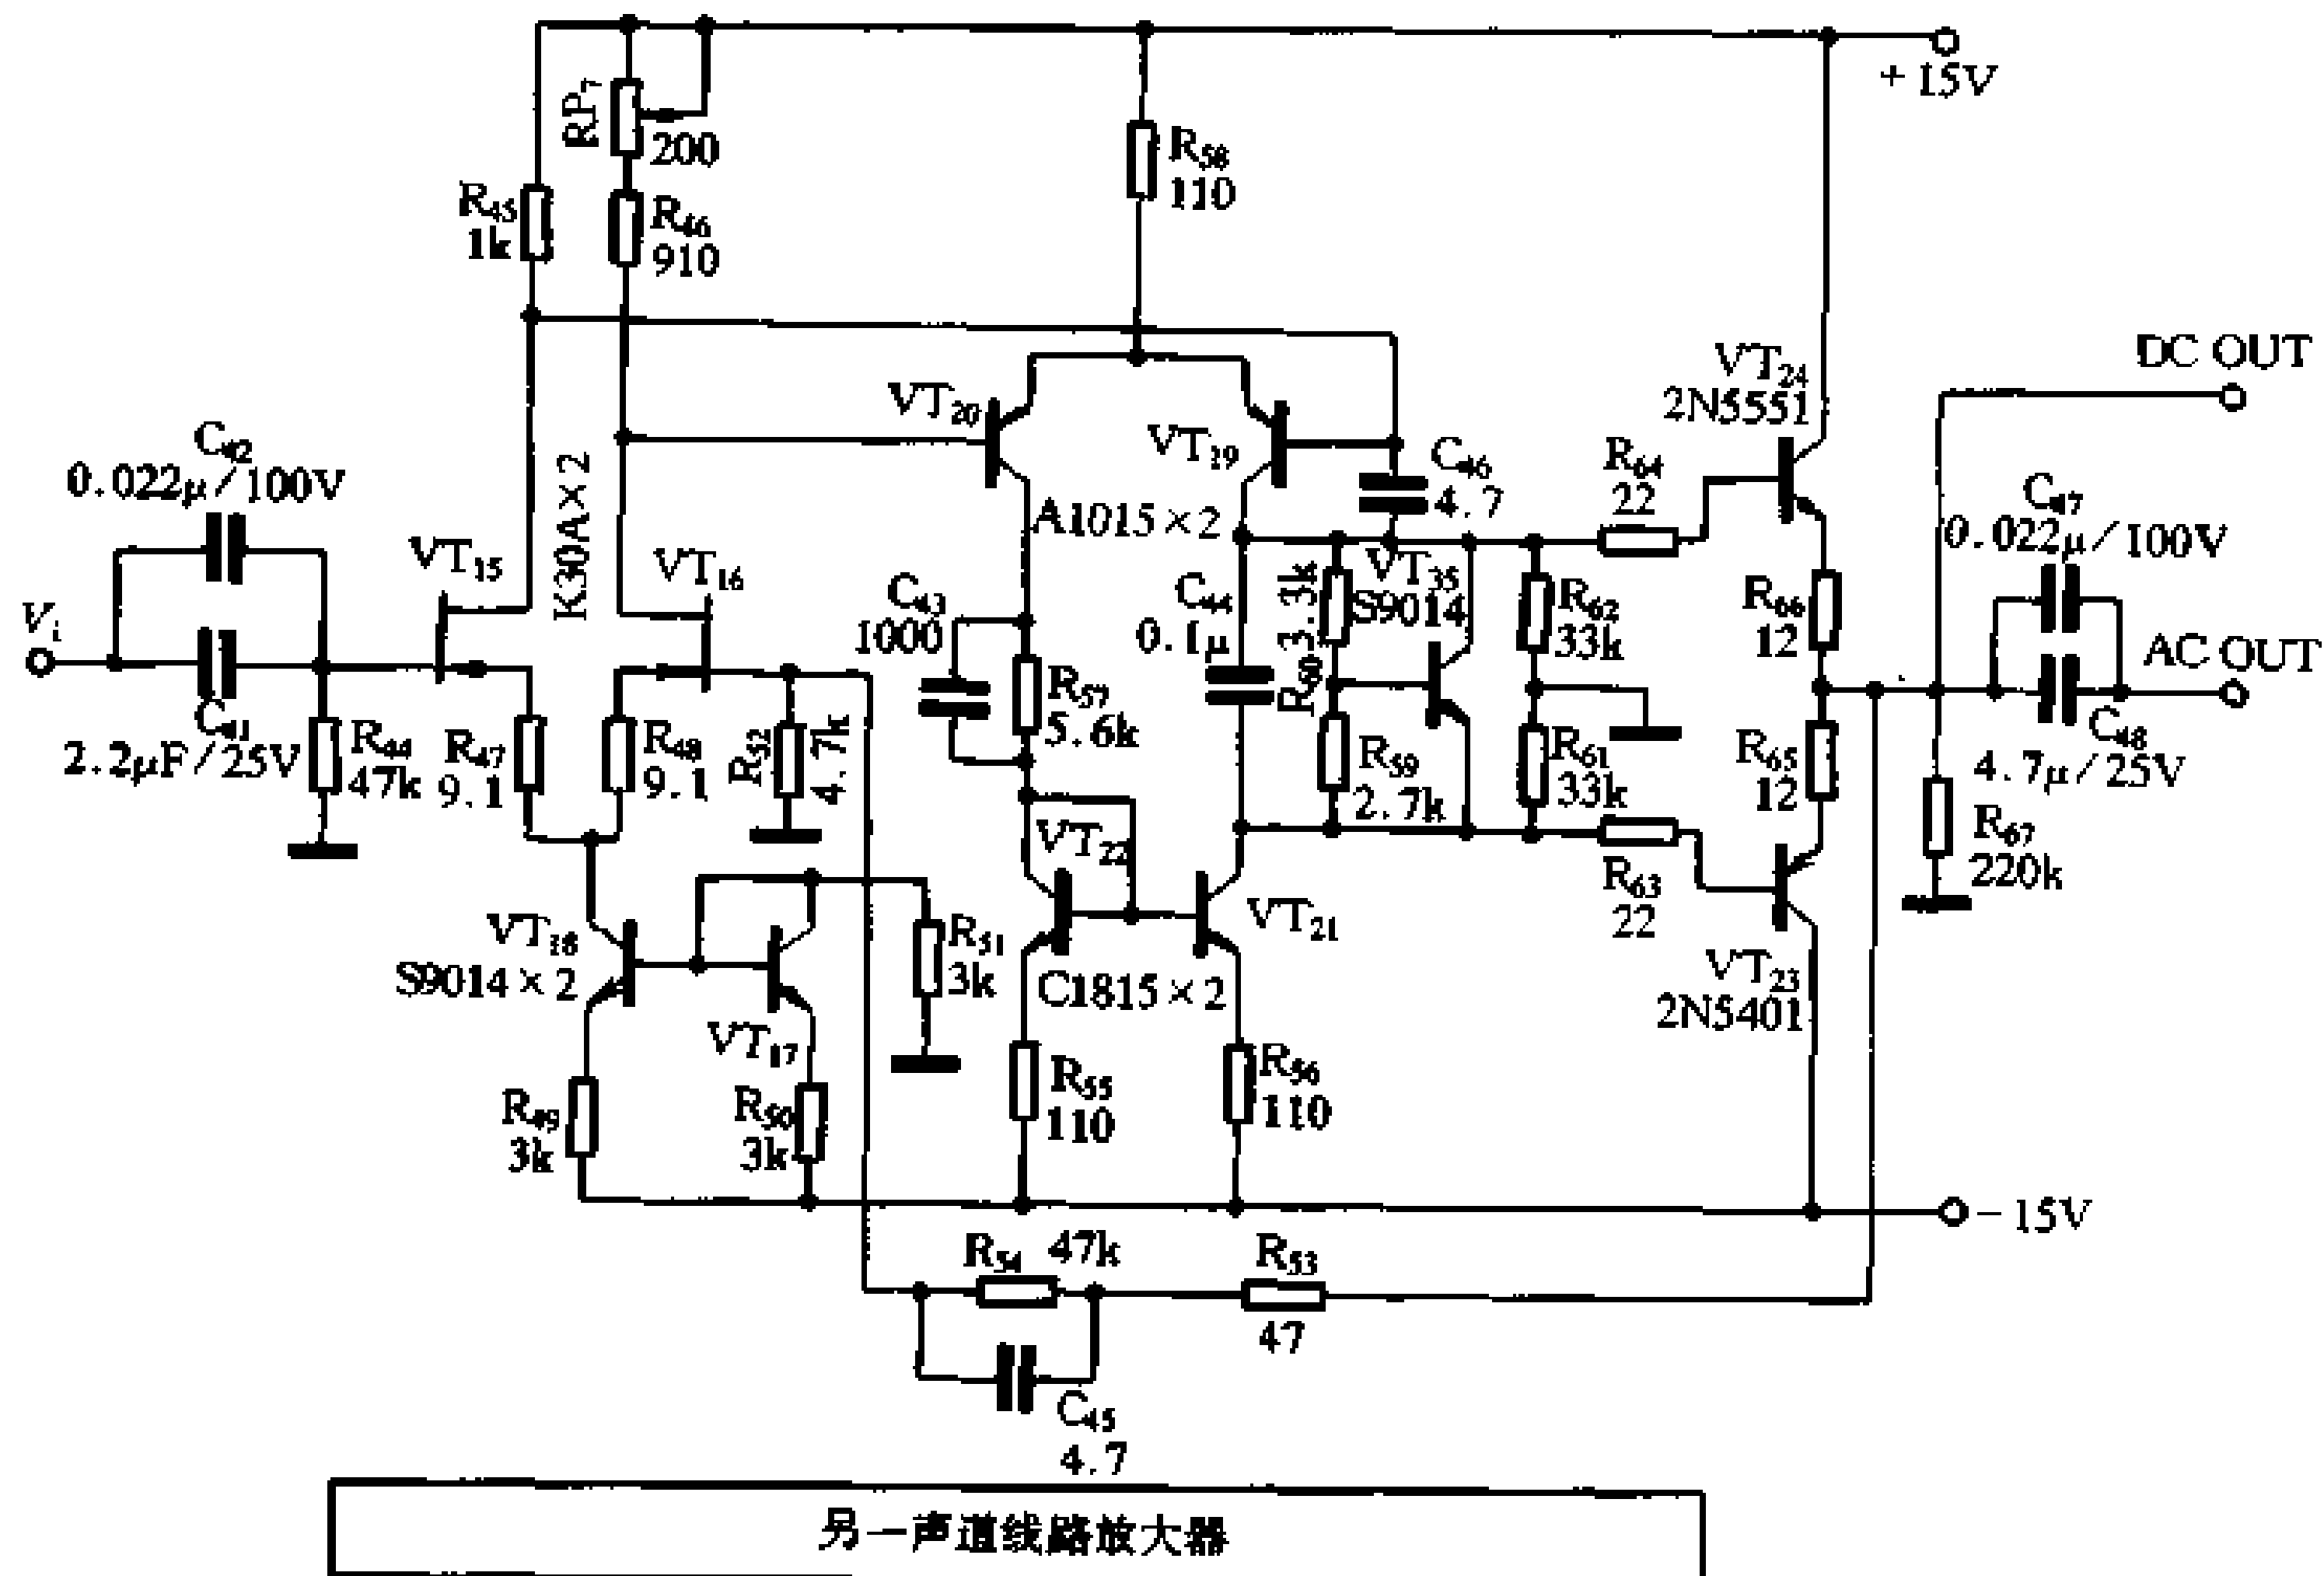 +15V
RP7
200
R45
1k
R46
910
R58
110
DC OUT
VT24
2N5551
VT20
VT19
C42
0.022μ/100V
K30A×2
C46
4.7
R64
22
C47
0.022μ/100V
A1015×2
VT15
VT16
VT35
S9014
C43
1000
C44
0.1μ
R60 3.3k
R62
33k
R66
12
Vi
AC OUT
C41
2.2μF/25V
R57
5.6k
R47
9.1
R48
9.1
R52
4.7k
47k
R59
2.7k
R61
33k
R65
12
C48
4.7μ/25V
VT22
R67
220k
R63
22
VT18
S9014×2
R51
3k
VT21
C1815×2
VT17
VT23
2N5401
R49
3k
R50
3k
R55
110
R56
110
-15V
R54 47k
R53
47
C45
4.7
另一声道线路放大器